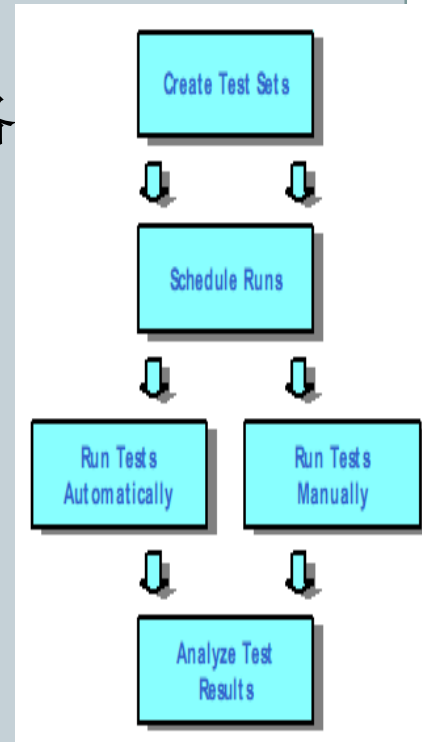 Create Test Sets
Schedule Runs
Run Tests
Automatically
Run Tests
Manually
Analyze Test
Results